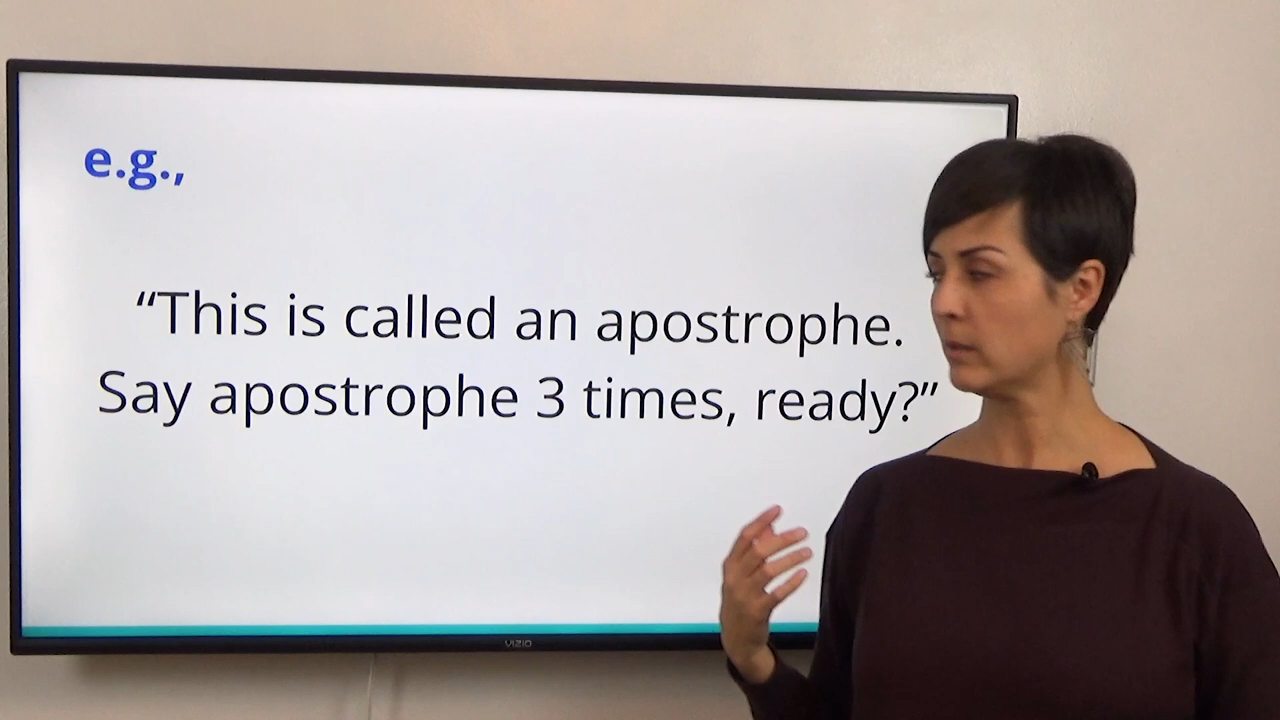 e.g.,
“This is called an apostrophe.
Say apostrophe 3 times, ready?”
VIZIO